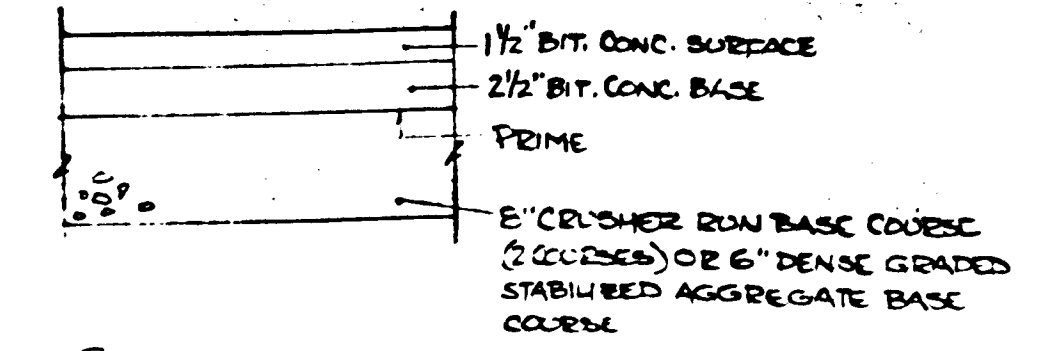 1½" BIT. CONC. SURFACE
2½" BIT. CONC. BASE
PRIME
8" CRUSHER RUN BASE COURSE
(2 COURSES) OR 6" DENSE GRADED
STABILIZED AGGREGATE BASE
COURSE